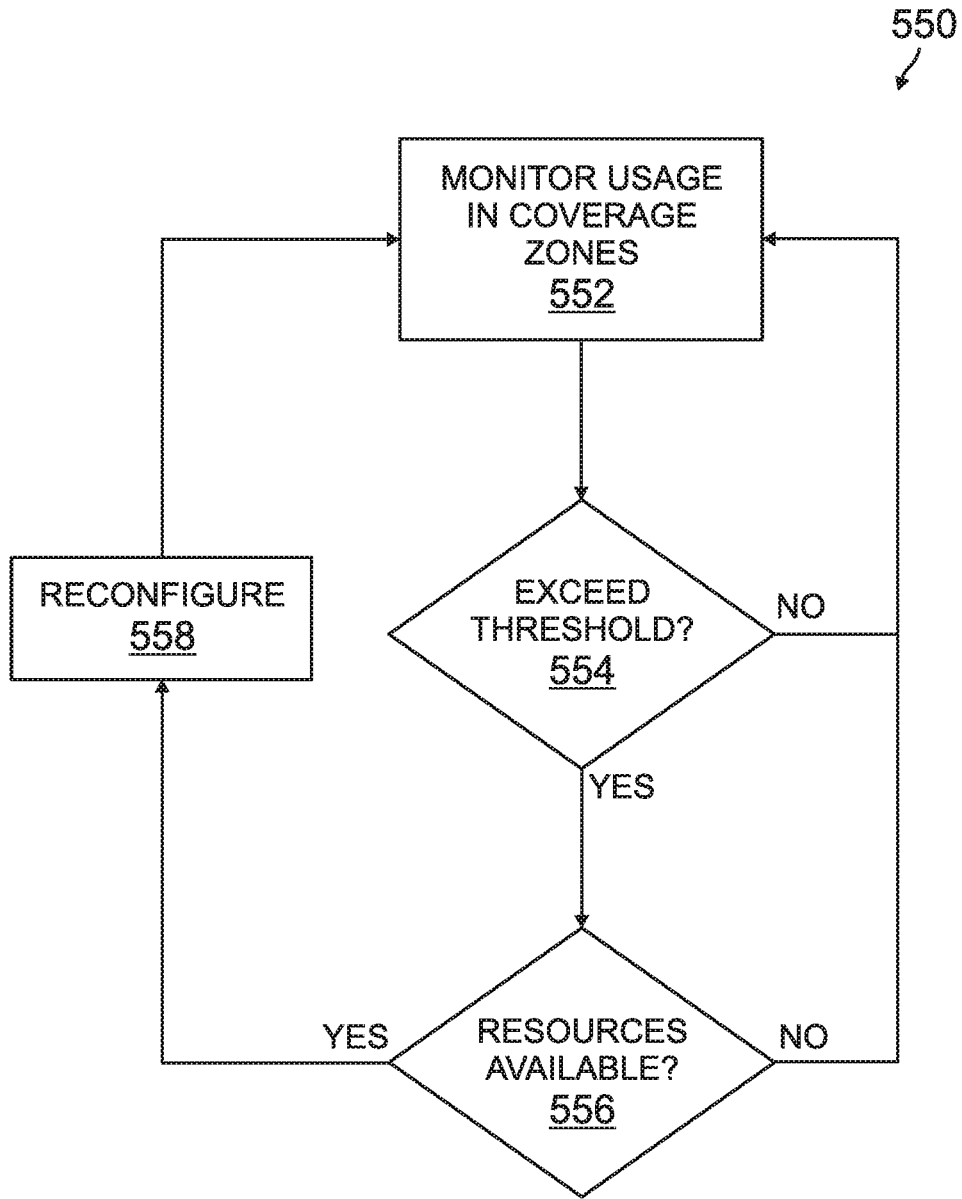 550
MONITOR USAGE
IN COVERAGE
ZONES
552
RECONFIGURE
558
EXCEED
THRESHOLD?
554
NO
YES
YES
RESOURCES
AVAILABLE?
556
NO